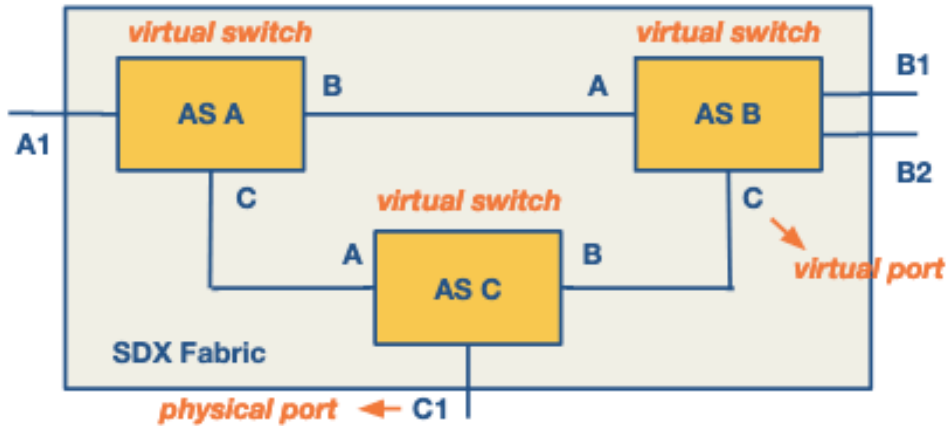 virtual switch
virtual switch
B1
B
A
AS A
AS B
A1
B2
C
virtual switch
C
A
B
virtual port
AS C
SDX Fabric
physical port
C1